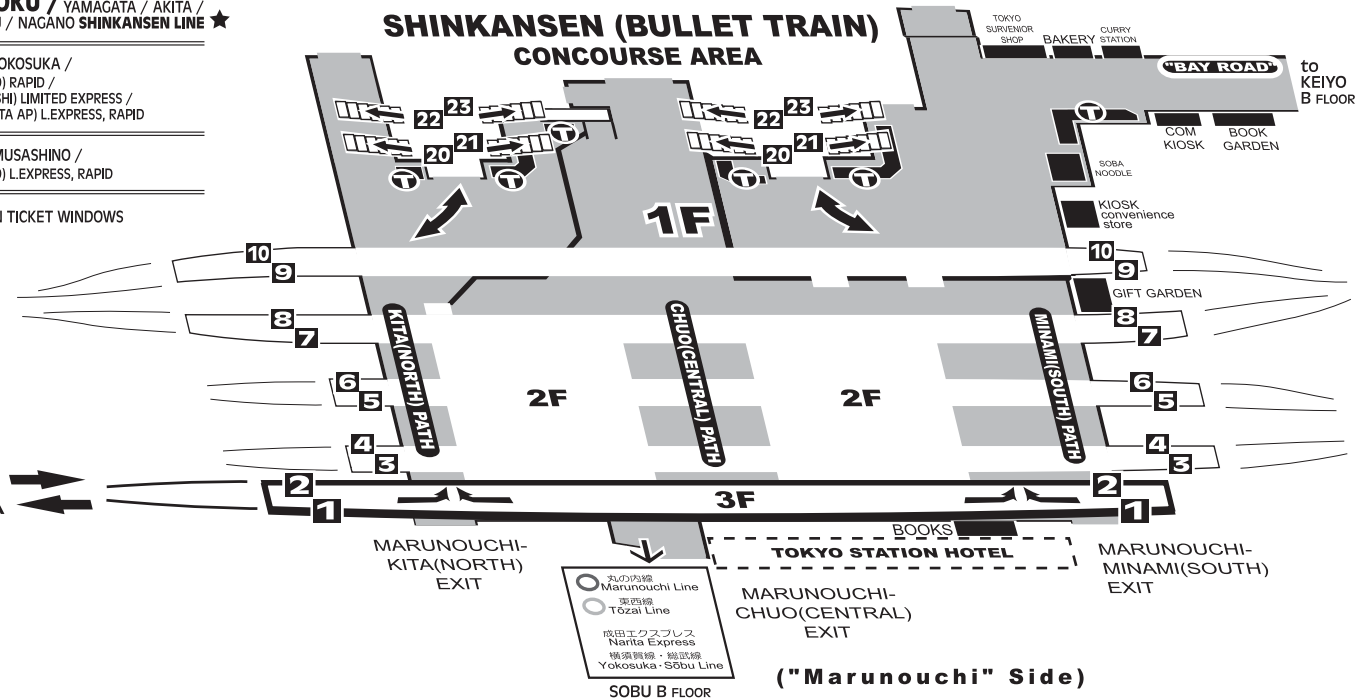 YAMAGATA / AKITA /
/ NAGANO SHINKANSEN LINE ★
RAPID /
LIMITED EXPRESS /
AP) L.EXPRESS, RAPID
MUSASHINO /
L.EXPRESS, RAPID
TICKET WINDOWS
SHINKANSEN (BULLET TRAIN)
CONCOURSE AREA
TOKYO
SURVENIOR
SHOP
BAKERY
CURRY
STATION
"BAY ROAD"
to
KEIYO
B FLOOR
T
COM
KIOSK
BOOK
GARDEN
SOBA
NOODLE
KIOSK
convenience
store
GIFT GARDEN
22 23
20 21
T
T
T
22 23
20 21
T
T
1F
10
9
10
9
8
7
8
7
6
5
6
5
4
3
4
3
2
1
2
1
KITA(NORTH) PATH
CHUO(CENTRAL) PATH
MINAMI(SOUTH) PATH
2F
2F
3F
BOOKS
TOKYO STATION HOTEL
MARUNOUCHI-
KITA(NORTH)
EXIT
MARUNOUCHI-
CHUO(CENTRAL)
EXIT
MARUNOUCHI-
MINAMI(SOUTH)
EXIT
丸の内線
Marunouchi Line
東西線
Tōzai Line
成田エクスプレス
Narita Express
横須賀線・総武線
Yokosuka・Sōbu Line
SOBU B FLOOR
("Marunouchi" Side)